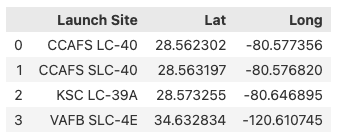 Launch Site Lat Long
0 CCAFS LC-40 28.562302 -80.577356
1 CCAFS SLC-40 28.563197 -80.576820
2 KSC LC-39A 28.573255 -80.646895
3 VAFB SLC-4E 34.632834 -120.610745